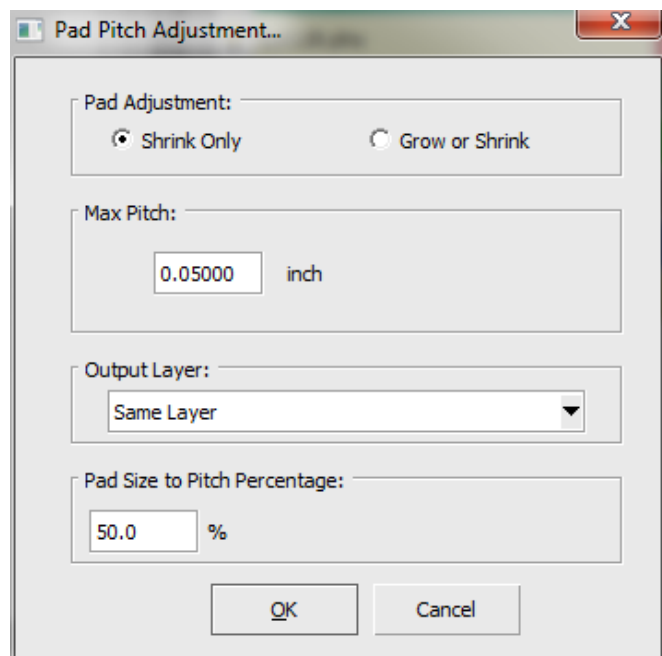 Pad Pitch Adjustment...
Pad Adjustment:
Shrink Only Grow or Shrink
Max Pitch:
0.05000 inch
Output Layer:
Same Layer
Pad Size to Pitch Percentage:
50.0 %
OK Cancel